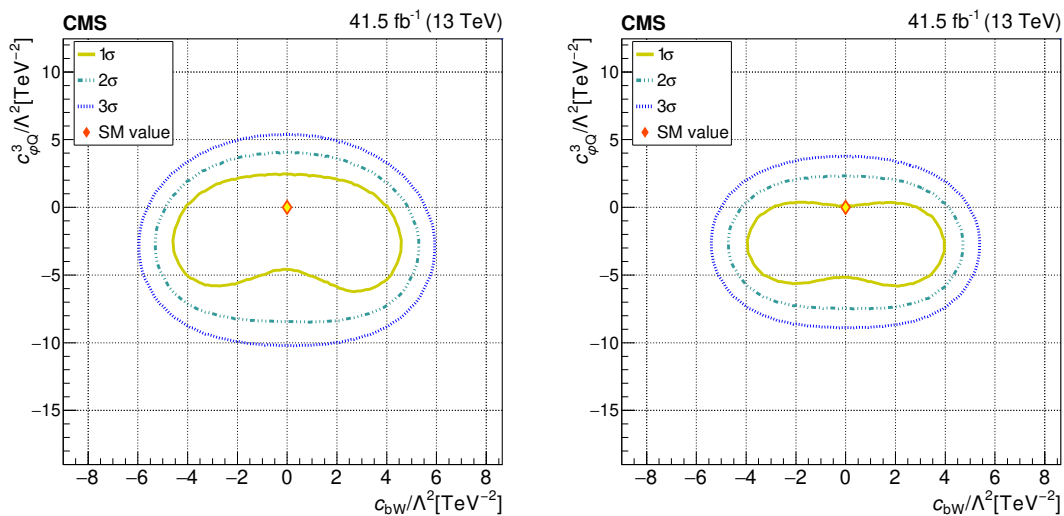 CMS 41.5 fb⁻¹ (13 TeV)
c³φQ/Λ²[TeV⁻²]
1σ
2σ
3σ
SM value
10
5
0
−5
−10
−15
−8 −6 −4 −2 0 2 4 6 8
cbW/Λ²[TeV⁻²]
CMS 41.5 fb⁻¹ (13 TeV)
c³φQ/Λ²[TeV⁻²]
1σ
2σ
3σ
SM value
10
5
0
−5
−10
−15
−8 −6 −4 −2 0 2 4 6 8
cbW/Λ²[TeV⁻²]